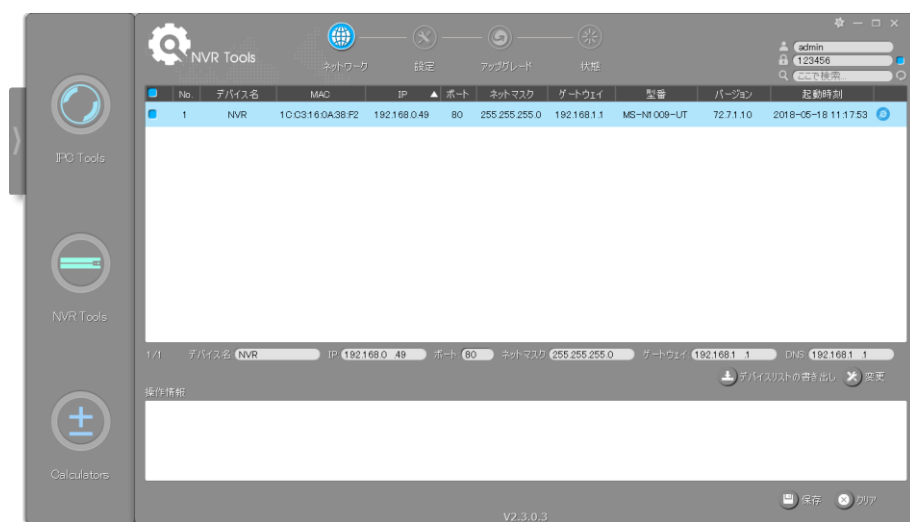 NVR Tools
ネットワーク
設定
アップグレード
状態
admin
123456
ここで検索...
IPC Tools
NVR Tools
Calculators
No. デバイス名 MAC IP ▲ ポート ネットマスク ゲートウェイ 型番 バージョン 起動時刻
1 NVR 1C:C3:16:0A:38:F2 192.168.0.49 80 255.255.255.0 192.168.1.1 MS-N1009-UT 72.7.1.10 2018-05-18 11:17:53
1/1 デバイス名 NVR IP: 192.168.0 .49 ポート 80 ネットマスク 255.255.255.0 ゲートウェイ 192.168.1 .1 DNS: 192.168.1 .1
デバイスリストの書き出し 変更
操作情報
保存 クリア
V2.3.0.3